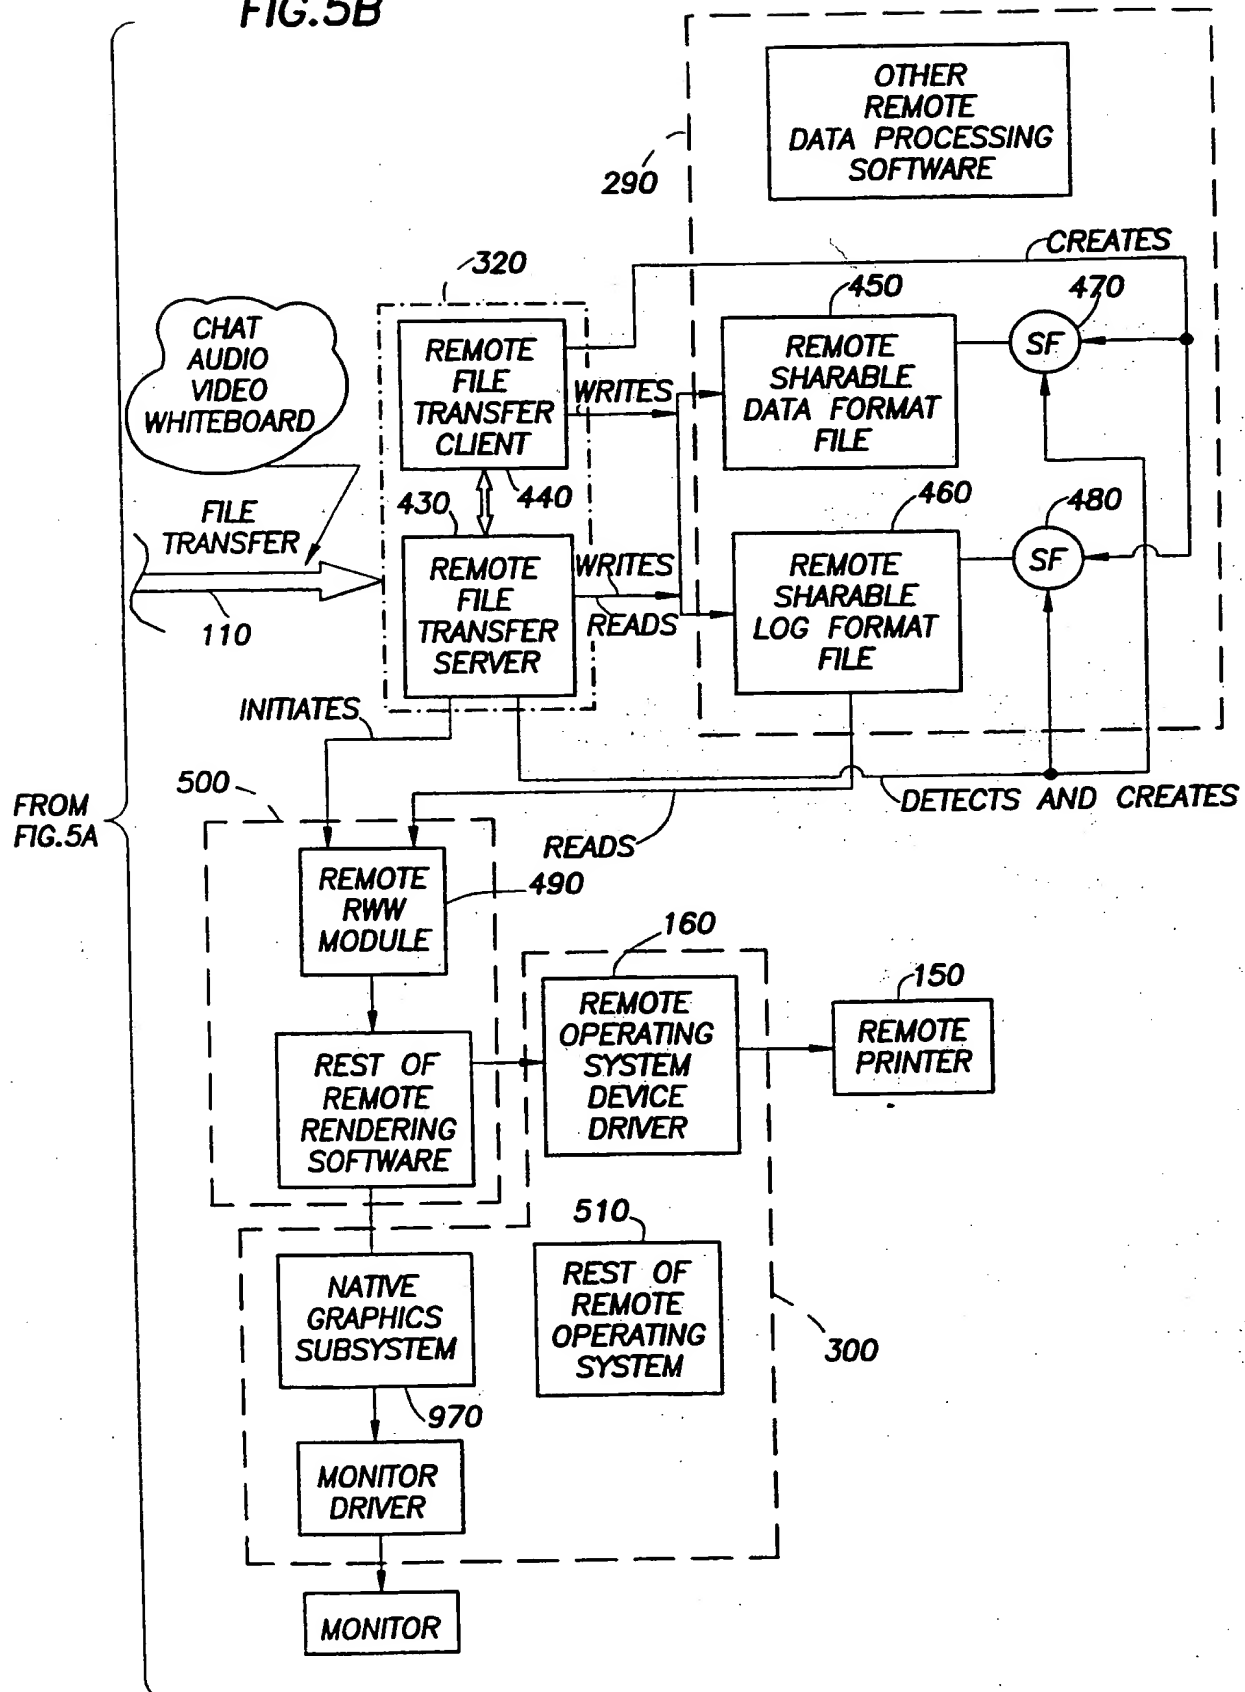 FIG.5B
OTHER
REMOTE
DATA PROCESSING
SOFTWARE
290
CREATES
320
450
470
CHAT
AUDIO
VIDEO
WHITEBOARD
REMOTE
FILE
TRANSFER
CLIENT
WRITES
REMOTE
SHARABLE
DATA FORMAT
FILE
SF
440
430
460
480
FILE
TRANSFER
110
REMOTE
FILE
TRANSFER
SERVER
WRITES
READS
REMOTE
SHARABLE
LOG FORMAT
FILE
SF
INITIATES
500
DETECTS AND CREATES
FROM
FIG.5A
READS
REMOTE
RWW
MODULE
490
160
150
REMOTE
OPERATING
SYSTEM
DEVICE
DRIVER
REMOTE
PRINTER
REST OF
REMOTE
RENDERING
SOFTWARE
510
NATIVE
GRAPHICS
SUBSYSTEM
REST OF
REMOTE
OPERATING
SYSTEM
300
970
MONITOR
DRIVER
MONITOR